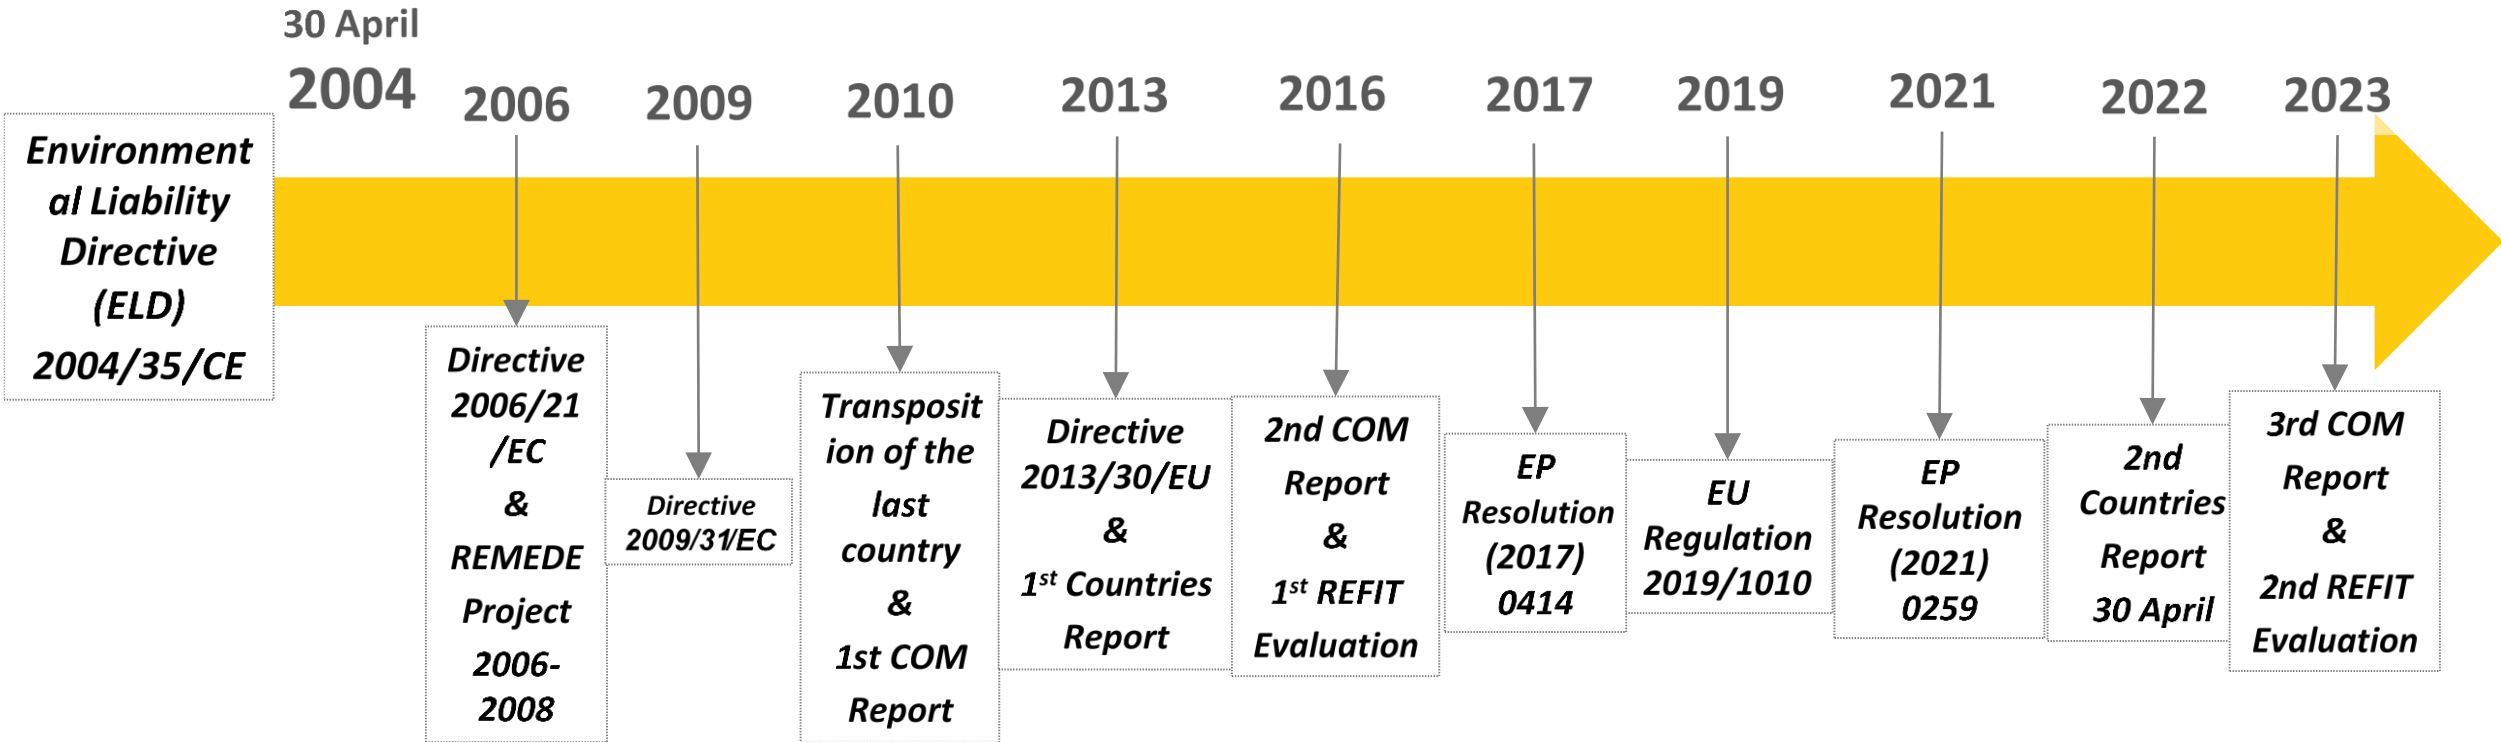 30 April
2004
2006
2009
2010
2013
2016
2017
2019
2021
2022
2023
Environment
al Liability
Directive
(ELD)
2004/35/CE
Directive
2006/21
/EC
&
REMEDE
Project
2006-
2008
Directive
2009/31/EC
Transposit
ion of the
last
country
&
1st COM
Report
Directive
2013/30/EU
&
1st Countries
Report
2nd COM
Report
&
1st REFIT
Evaluation
EP
Resolution
(2017)
0414
EU
Regulation
2019/1010
EP
Resolution
(2021)
0259
2nd
Countries
Report
30 April
3rd COM
Report
&
2nd REFIT
Evaluation